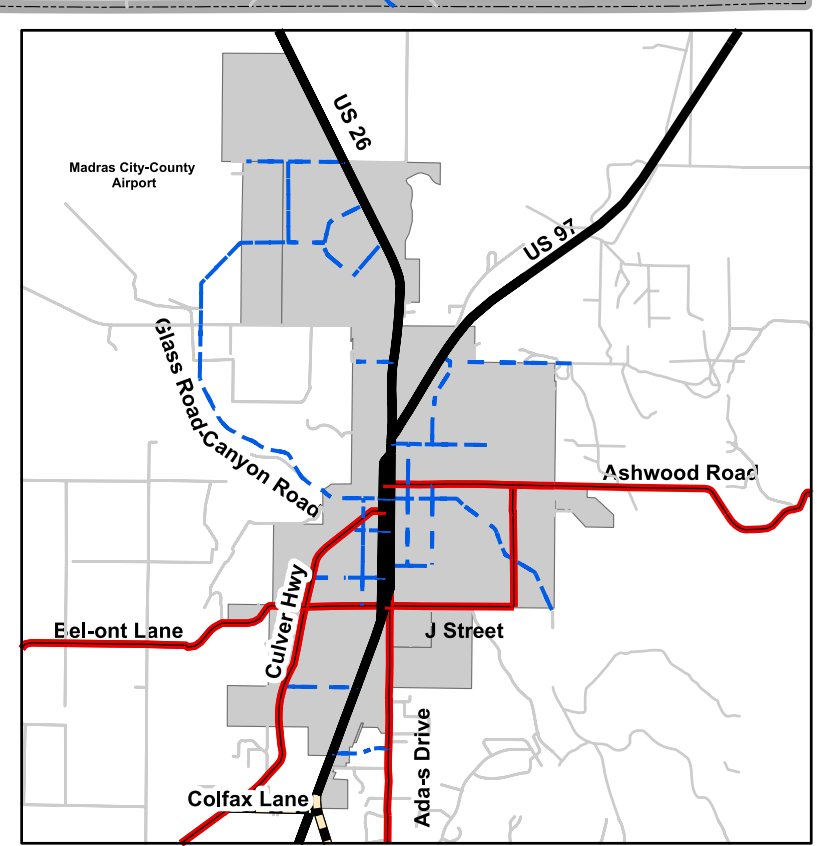 US 26
Madras City-County
Airport
US 97
Glass Road-Canyon Road
Ashwood Road
Culver Hwy
Bel-ont Lane
J Street
Ada-s Drive
Colfax Lane